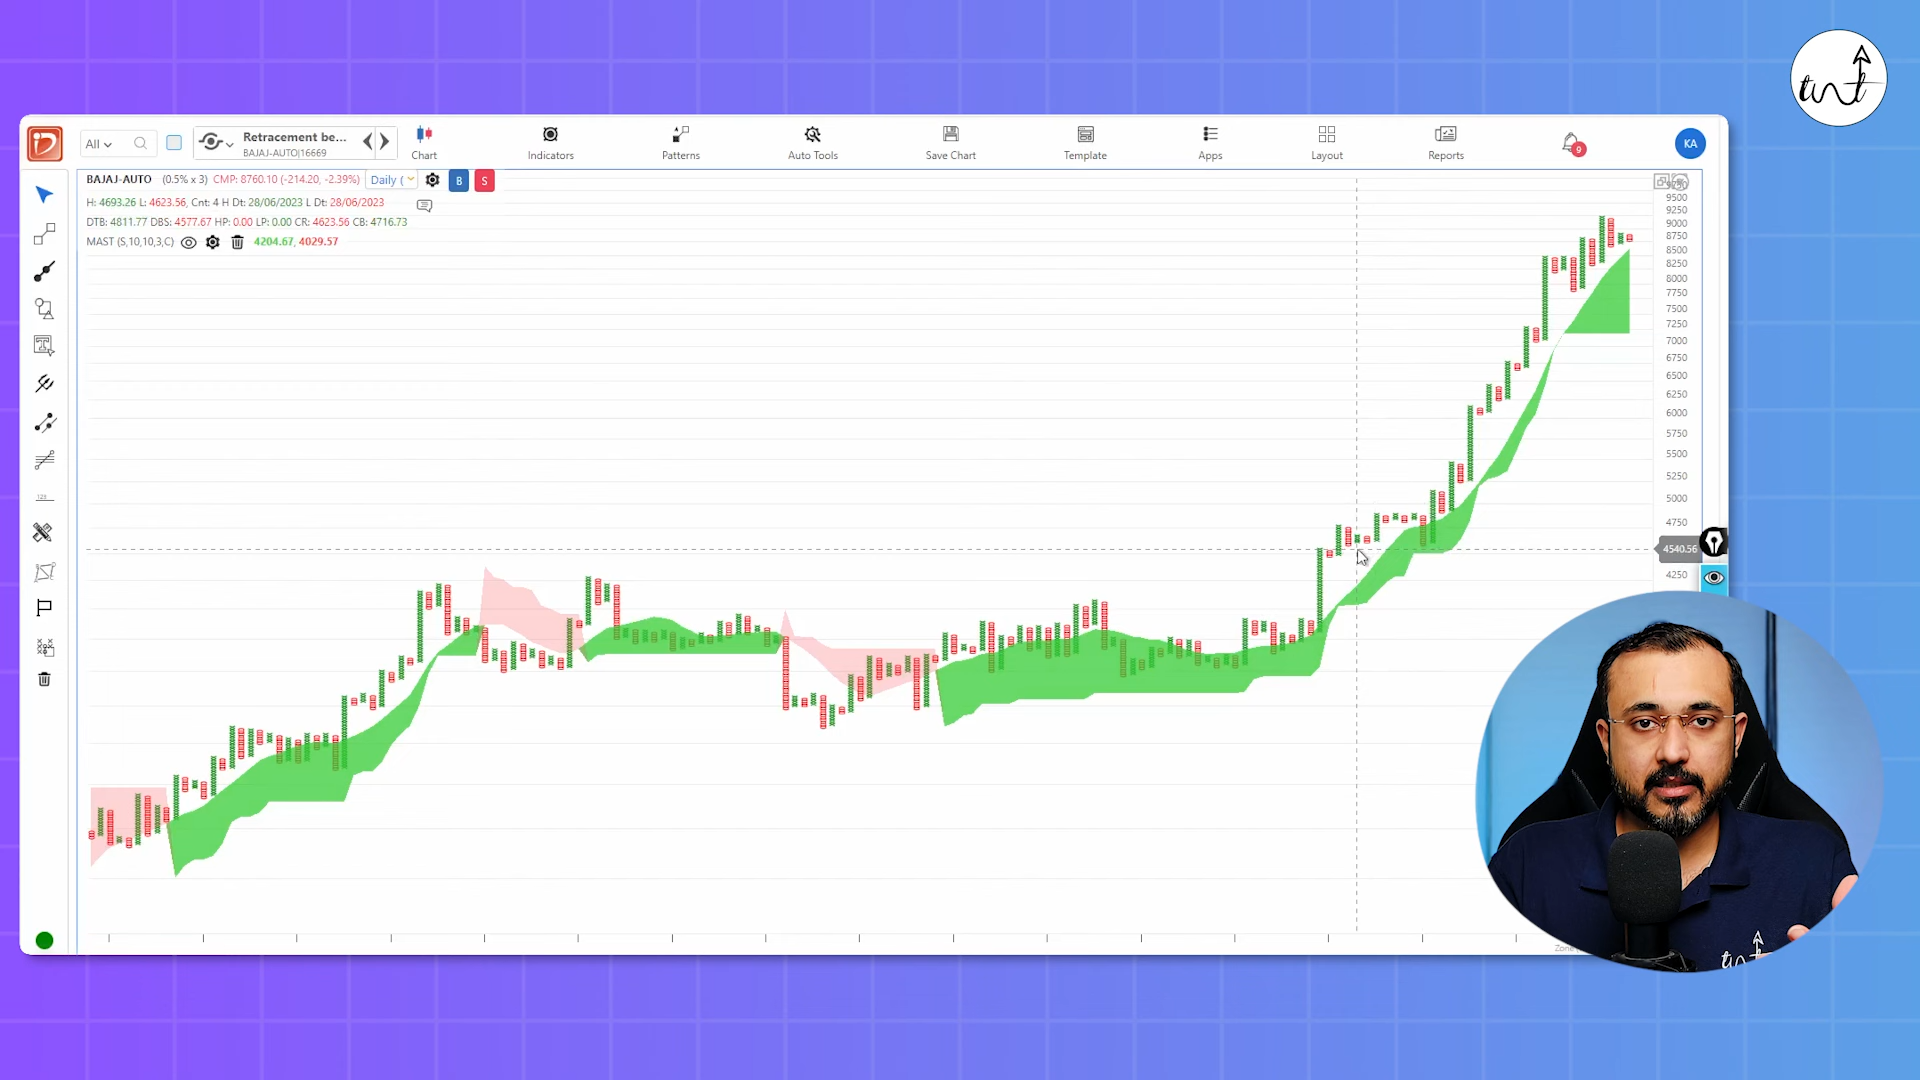 twt
All
Retracement be...
BAJAJ-AUTO|16669
Chart
Indicators
Patterns
Auto Tools
Save Chart
Template
Apps
Layout
Reports
9
KA
BAJAJ-AUTO (0.5% x 3) CMP: 8760.10 (-214.20, -2.39%) Daily (
B
S
H: 4693.26 L: 4623.56, Cnt: 4 H Dt: 28/06/2023 L Dt: 28/06/2023
DTB: 4811.77 DBS: 4577.67 HP: 0.00 LP: 0.00 CR: 4623.56 CB: 4716.73
MAST (S,10,10,3,C) 4204.67, 4029.57
9500
9250
9000
8750
8500
8250
8000
7750
7500
7250
7000
6750
6500
6250
6000
5750
5500
5250
5000
4750
4540.56
4250
123